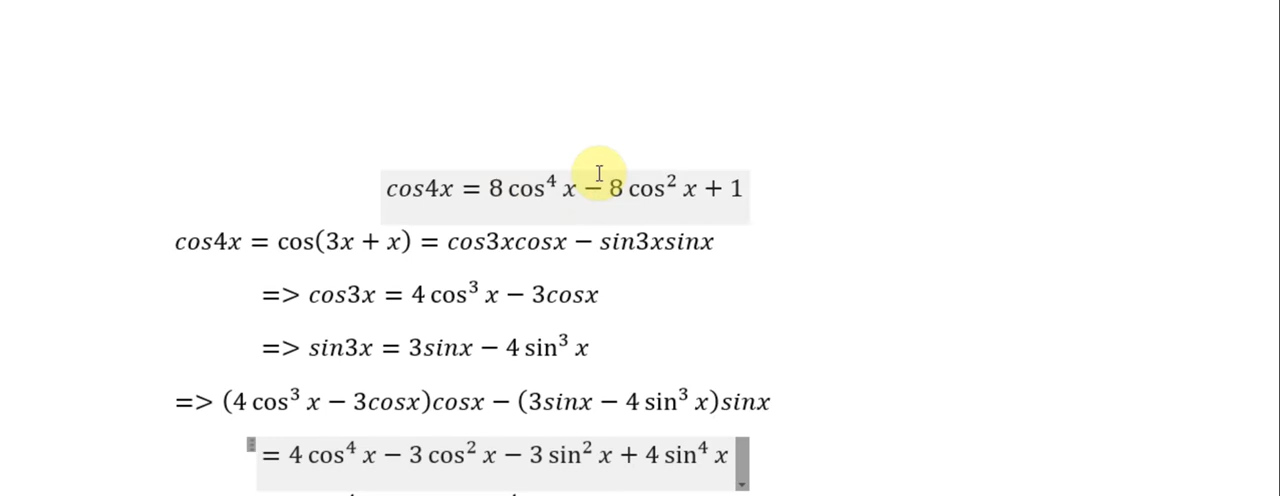 cos4x = 8 cos⁴ x − 8 cos² x + 1
cos4x = cos(3x + x) = cos3xcosx − sin3xsinx
=> cos3x = 4 cos³ x − 3cosx
=> sin3x = 3sinx − 4 sin³ x
=> (4 cos³ x − 3cosx)cosx − (3sinx − 4 sin³ x)sinx
= 4 cos⁴ x − 3 cos² x − 3 sin² x + 4 sin⁴ x